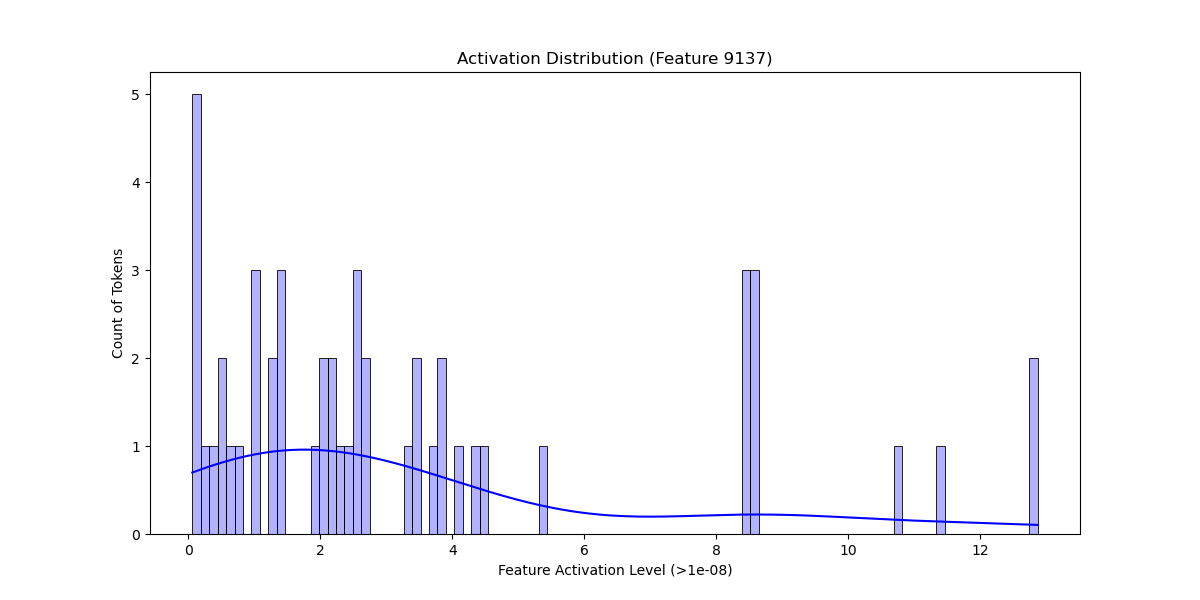 Activation Distribution (Feature 9137)
Count of Tokens
5
4
3
2
1
0
0 2 4 6 8 10 12
Feature Activation Level (>1e-08)